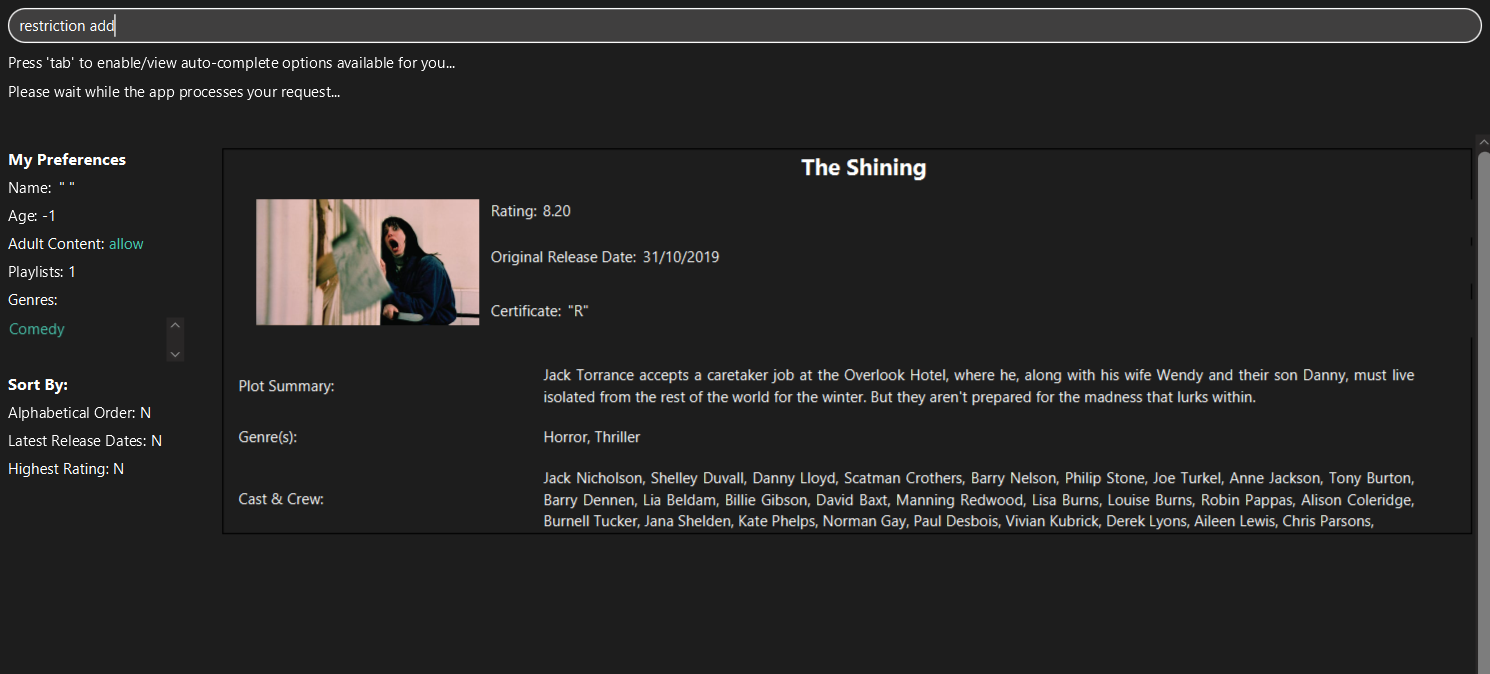 restriction add
Press 'tab' to enable/view auto-complete options available for you...
Please wait while the app processes your request...
My Preferences
Name: " "
Age: -1
Adult Content: allow
Playlists: 1
Genres:
Comedy
Sort By:
Alphabetical Order: N
Latest Release Dates: N
Highest Rating: N
The Shining
Rating: 8.20
Original Release Date: 31/10/2019
Certificate: "R"
Plot Summary:
Jack Torrance accepts a caretaker job at the Overlook Hotel, where he, along with his wife Wendy and their son Danny, must live
isolated from the rest of the world for the winter. But they aren't prepared for the madness that lurks within.
Genre(s):
Horror, Thriller
Cast & Crew:
Jack Nicholson, Shelley Duvall, Danny Lloyd, Scatman Crothers, Barry Nelson, Philip Stone, Joe Turkel, Anne Jackson, Tony Burton,
Barry Dennen, Lia Beldam, Billie Gibson, David Baxt, Manning Redwood, Lisa Burns, Louise Burns, Robin Pappas, Alison Coleridge,
Burnell Tucker, Jana Shelden, Kate Phelps, Norman Gay, Paul Desbois, Vivian Kubrick, Derek Lyons, Aileen Lewis, Chris Parsons,